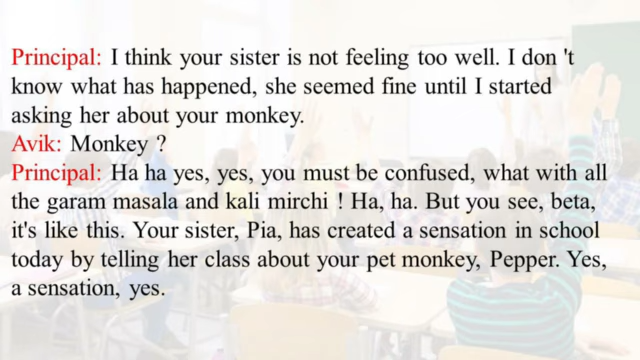 Principal: I think your sister is not feeling too well. I don 't
know what has happened, she seemed fine until I started
asking her about your monkey.
Avik: Monkey ?
Principal: Ha ha yes, yes, you must be confused, what with all
the garam masala and kali mirchi ! Ha, ha. But you see, beta,
it's like this. Your sister, Pia, has created a sensation in school
today by telling her class about your pet monkey, Pepper. Yes,
a sensation, yes.